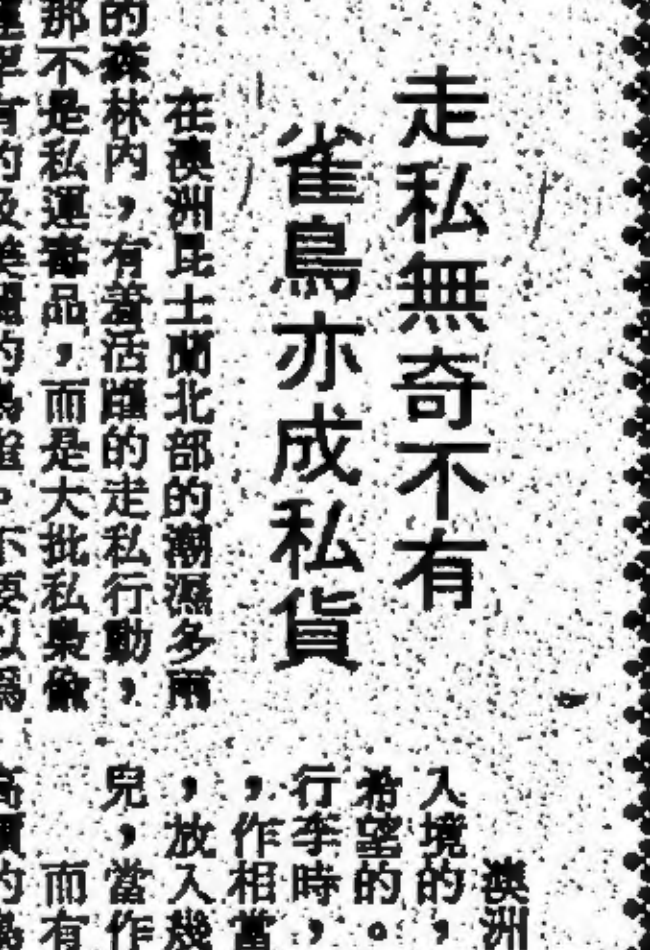 走私無奇不有
雀鳥亦成私貨
在澳洲昆士蘭北部的潮濕多雨
的森林內，有着活躍的走私行動，
那不是私運毒品，而是大批私梟偷
有的及美麗的鳥 。不要以為
澳洲
入境的，
希望的。
行李時，
，作相當
，放入幾
兒，當作
而有
高價的鳥